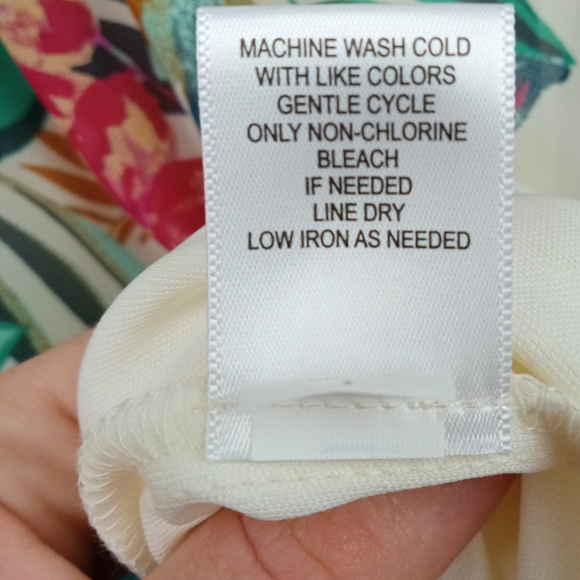 MACHINE WASH COLD
WITH LIKE COLORS
GENTLE CYCLE
ONLY NON-CHLORINE
BLEACH
IF NEEDED
LINE DRY
LOW IRON AS NEEDED